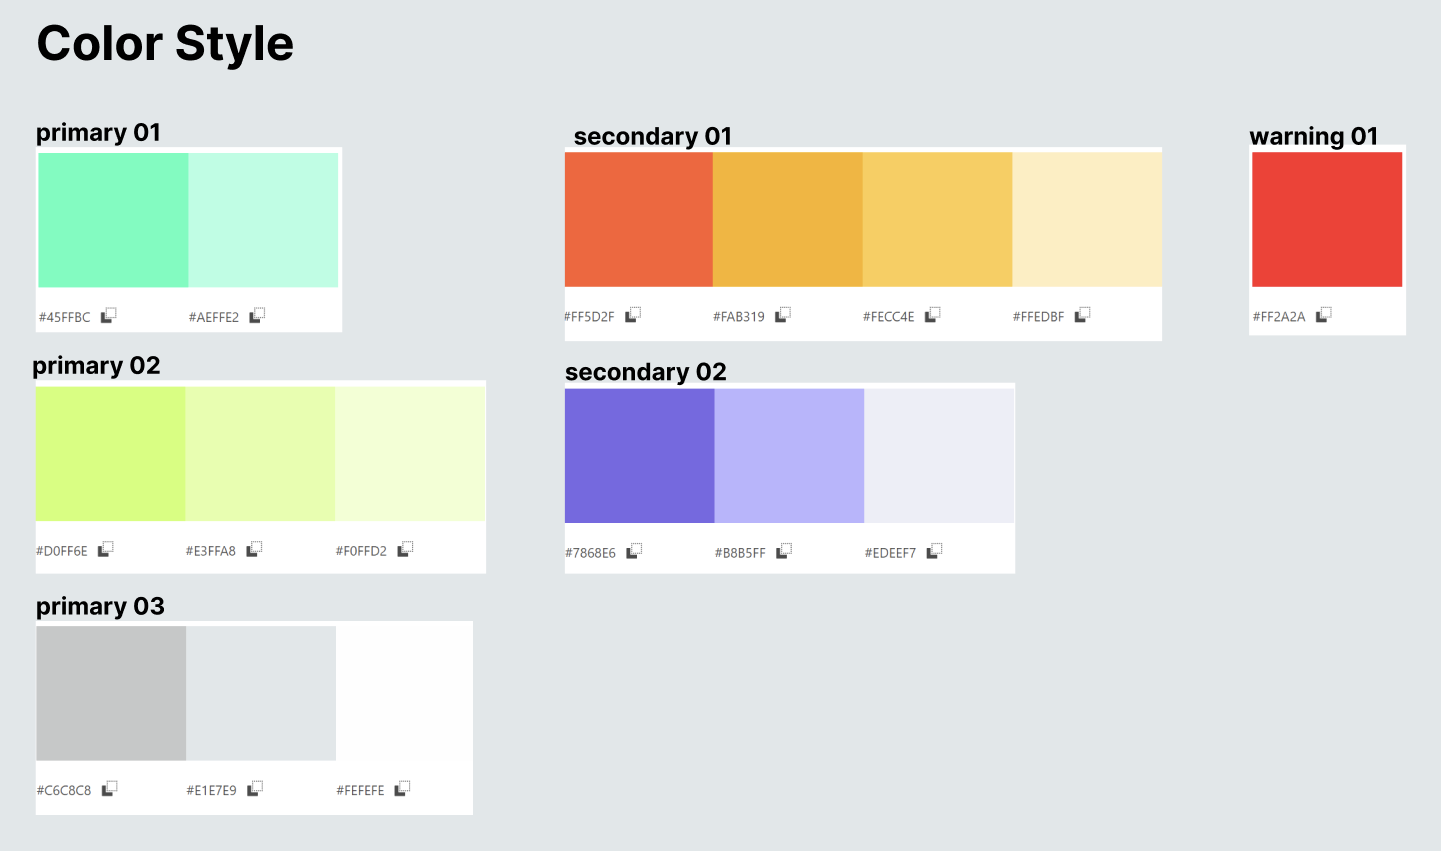 Color Style
primary 01
#45FFBC
#AEFFE2
primary 02
#D0FF6E
#E3FFA8
#F0FFD2
primary 03
#C6C8C8
#E1E7E9
#FEFEFE
secondary 01
#FF5D2F
#FAB319
#FECC4E
#FFEDBF
secondary 02
#7868E6
#B8B5FF
#EDEEF7
warning 01
#FF2A2A